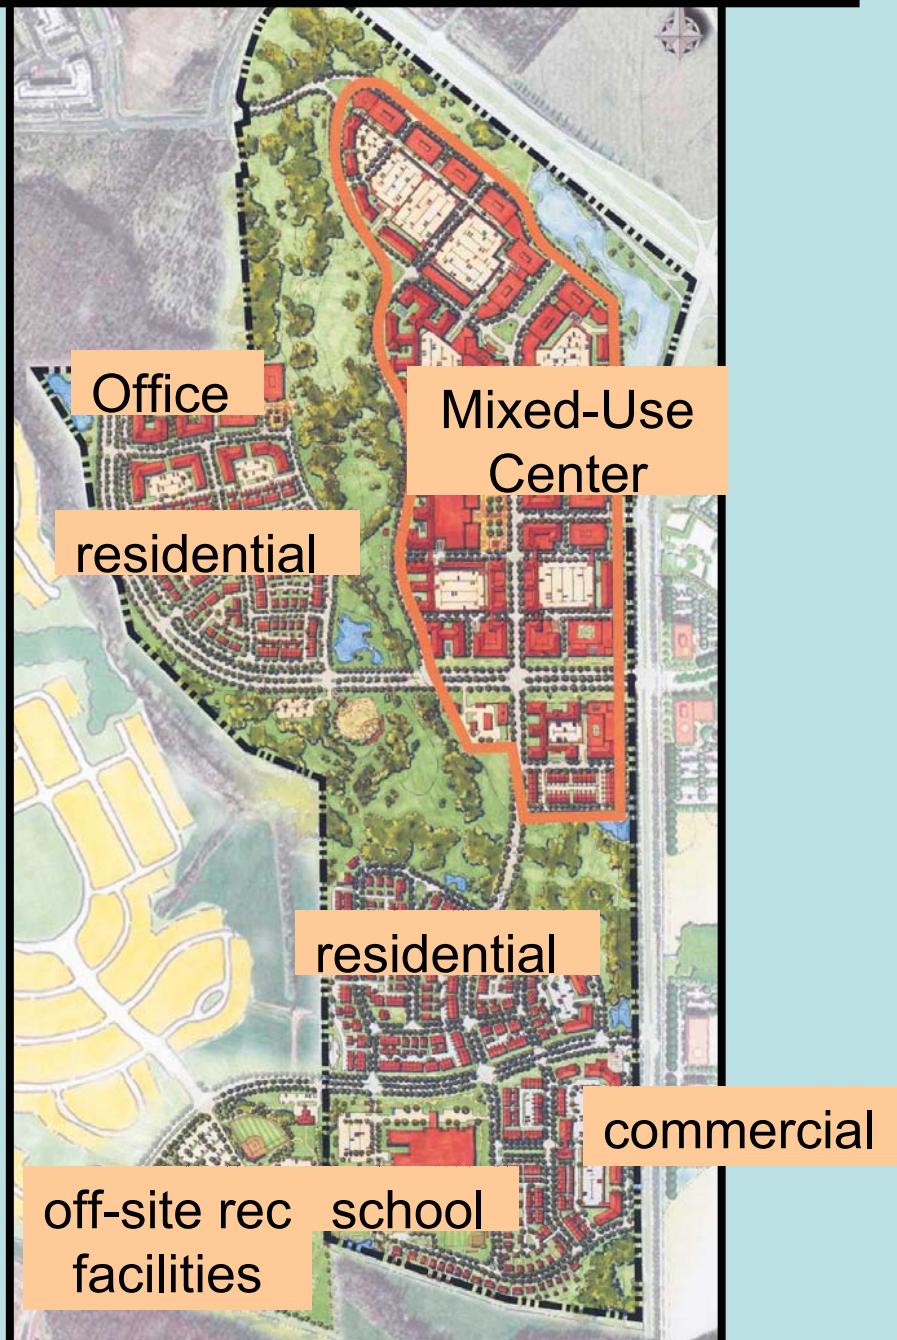 Office
Mixed-Use
Center
residential
residential
commercial
off-site rec
facilities
school